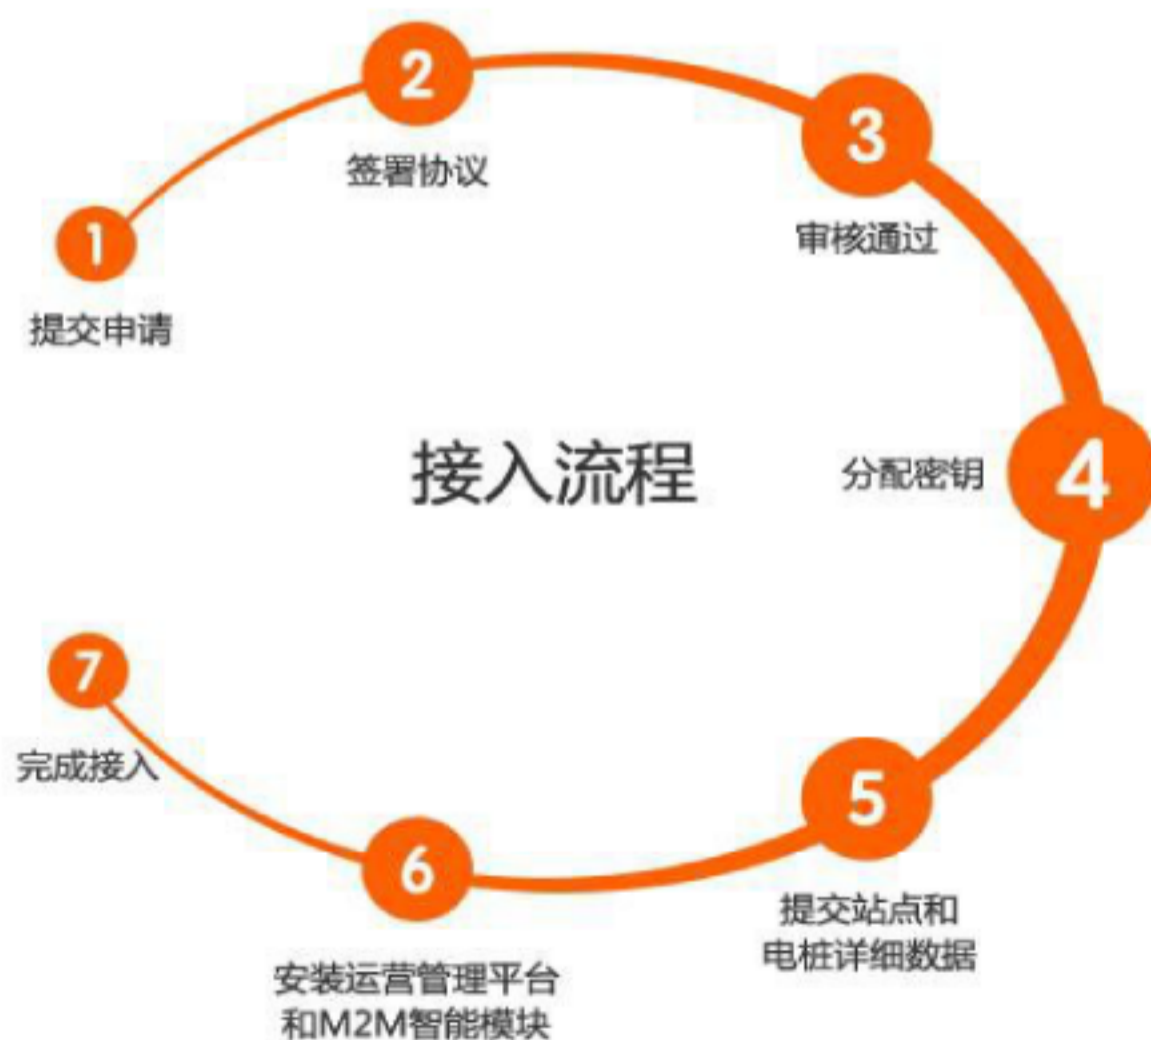 2
签署协议
3
审核通过
1
提交申请
接入流程
4
分配密钥
7
完成接入
5
提交站点和
电桩详细数据
6
安装运营管理平台
和M2M智能模块